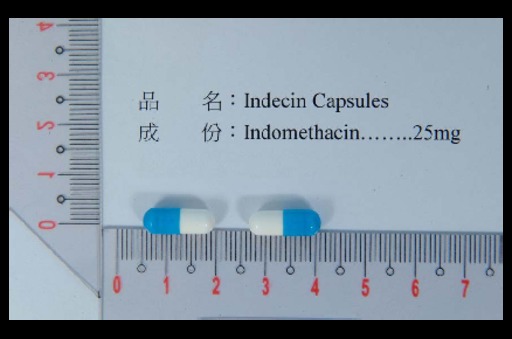 品 名：Indecin Capsules
成 份：Indomethacin........25mg
4
3
2
1
0
0 1 2 3 4 5 6 7